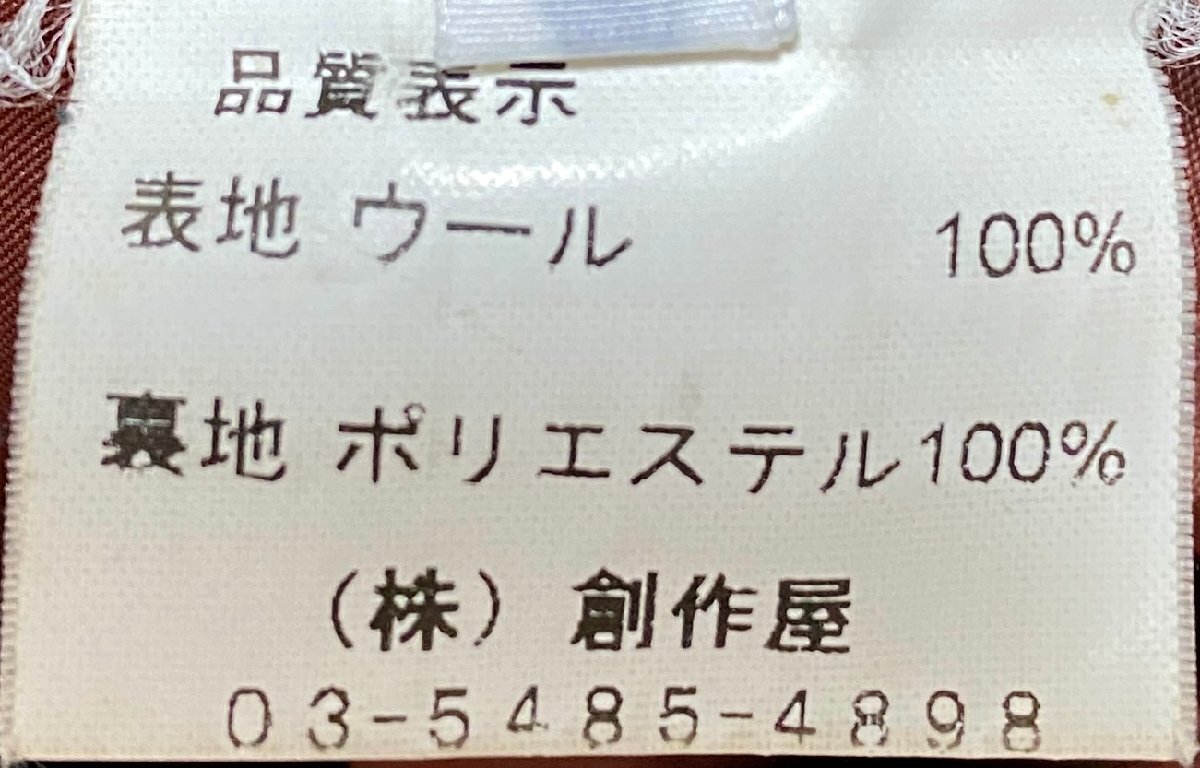 品質表示
表地 ウール 100%
裏地 ポリエステル100%
(株) 創作屋
03-5485-4898